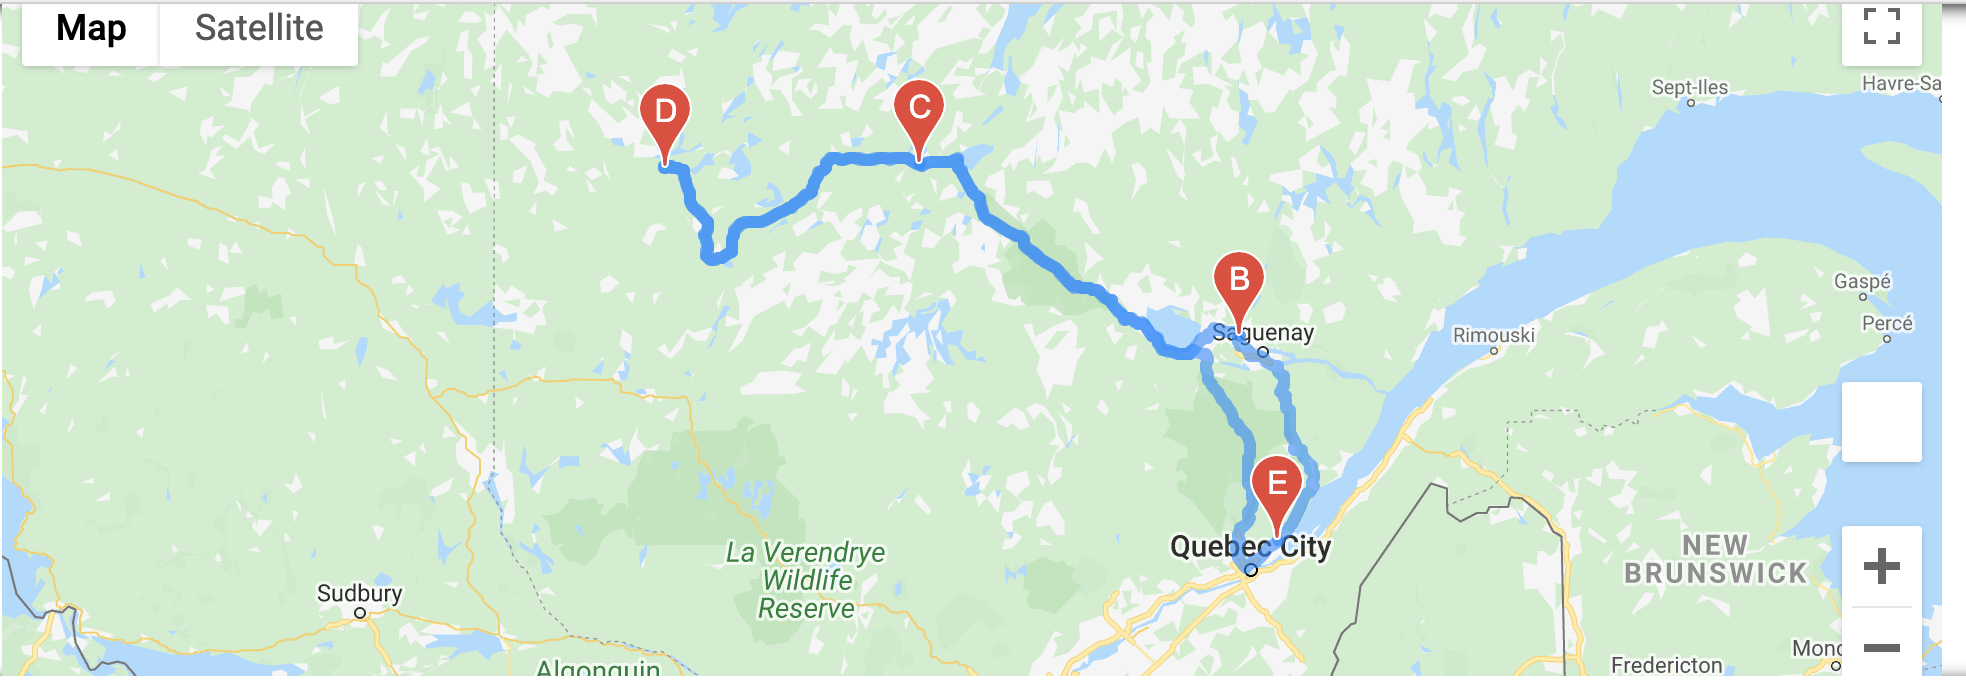 Map
Satellite
Sept-Iles
Havre-Sa
D
C
B
Gaspé
Saguenay
Rimouski
Percé
E
Quebec City
La Verendrye
Wildlife
Reserve
NEW
BRUNSWICK
Sudbury
Monc
Algonquin
Fredericton